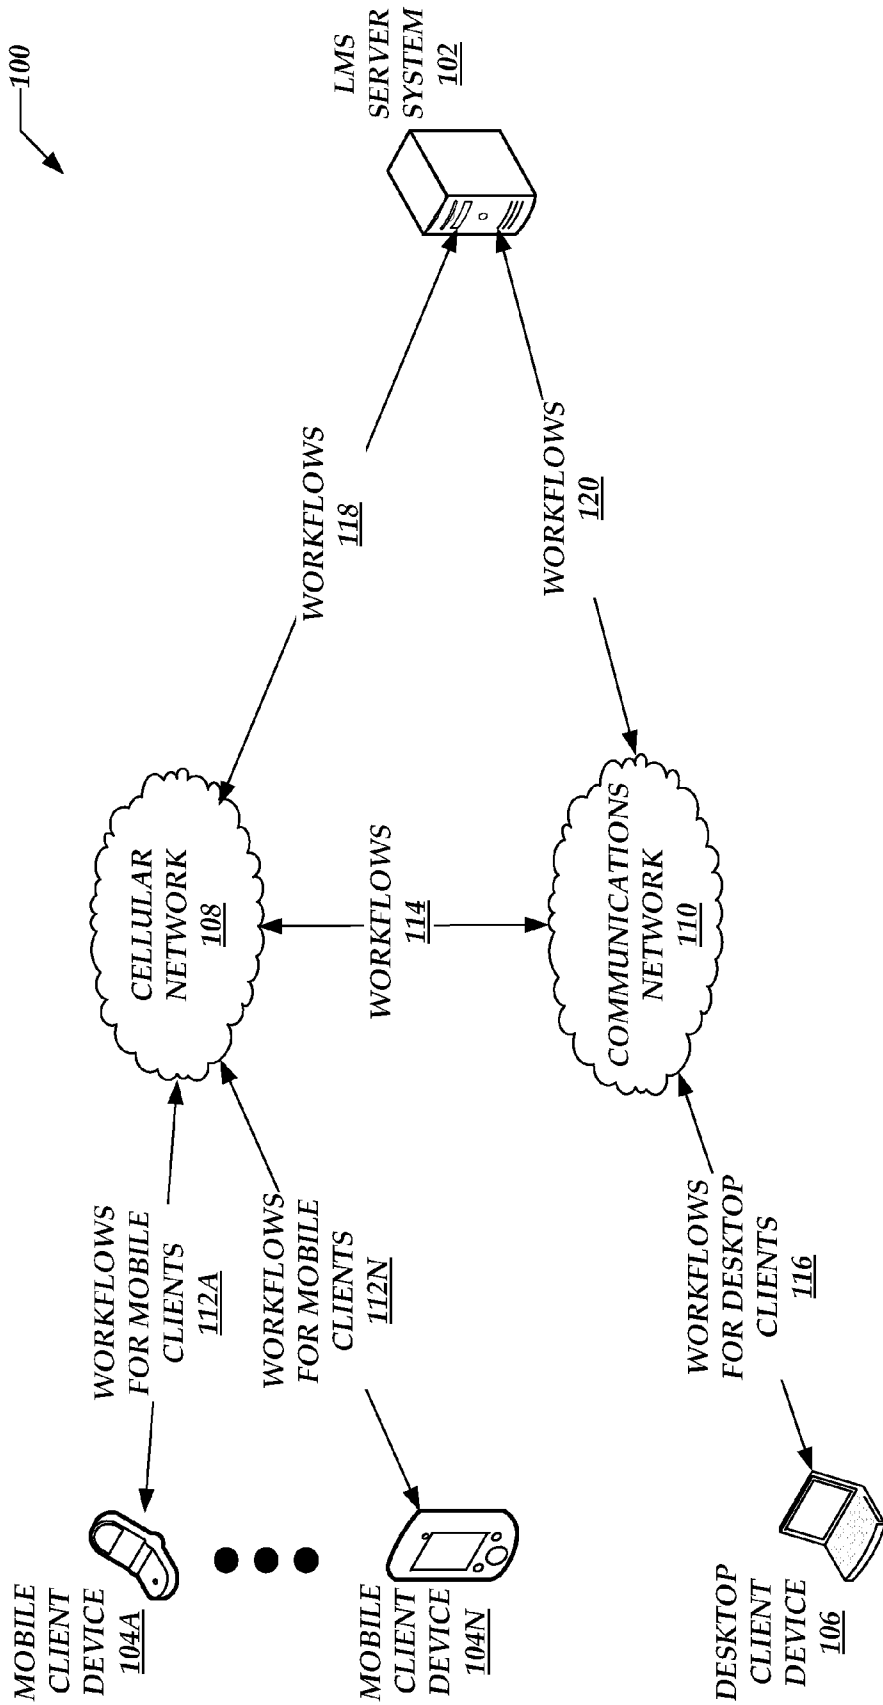 100
MOBILE
CLIENT
DEVICE
104A
WORKFLOWS
FOR MOBILE
CLIENTS
112A
CELLULAR
NETWORK
108
WORKFLOWS
118
LMS
SERVER
SYSTEM
102
MOBILE
CLIENT
DEVICE
104N
WORKFLOWS
FOR MOBILE
CLIENTS
112N
WORKFLOWS
114
WORKFLOWS
120
COMMUNICATIONS
NETWORK
110
DESKTOP
CLIENT
DEVICE
106
WORKFLOWS
FOR DESKTOP
CLIENTS
116